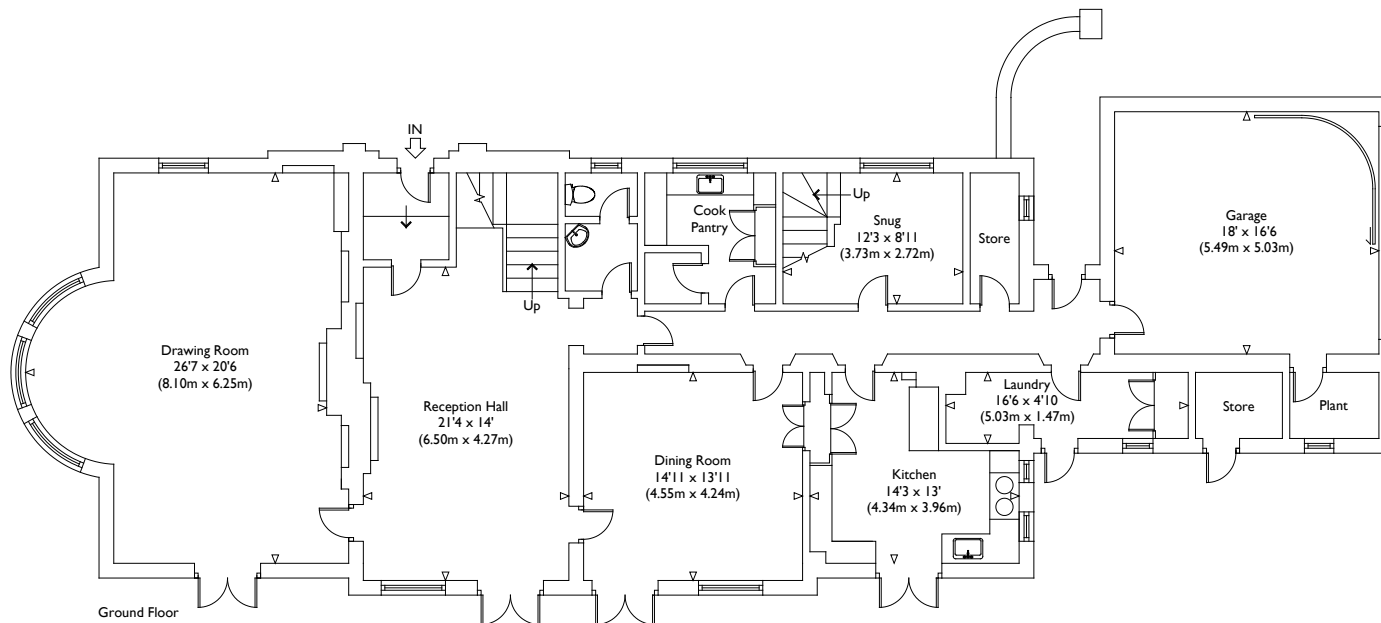 IN
Up
Cook
Pantry
Up
Snug
12'3 x 8'11
(3.73m x 2.72m)
Store
Garage
18' x 16'6
(5.49m x 5.03m)
Drawing Room
26'7 x 20'6
(8.10m x 6.25m)
Reception Hall
21'4 x 14'
(6.50m x 4.27m)
Dining Room
14'11 x 13'11
(4.55m x 4.24m)
Kitchen
14'3 x 13'
(4.34m x 3.96m)
Laundry
16'6 x 4'10
(5.03m x 1.47m)
Store
Plant
Ground Floor